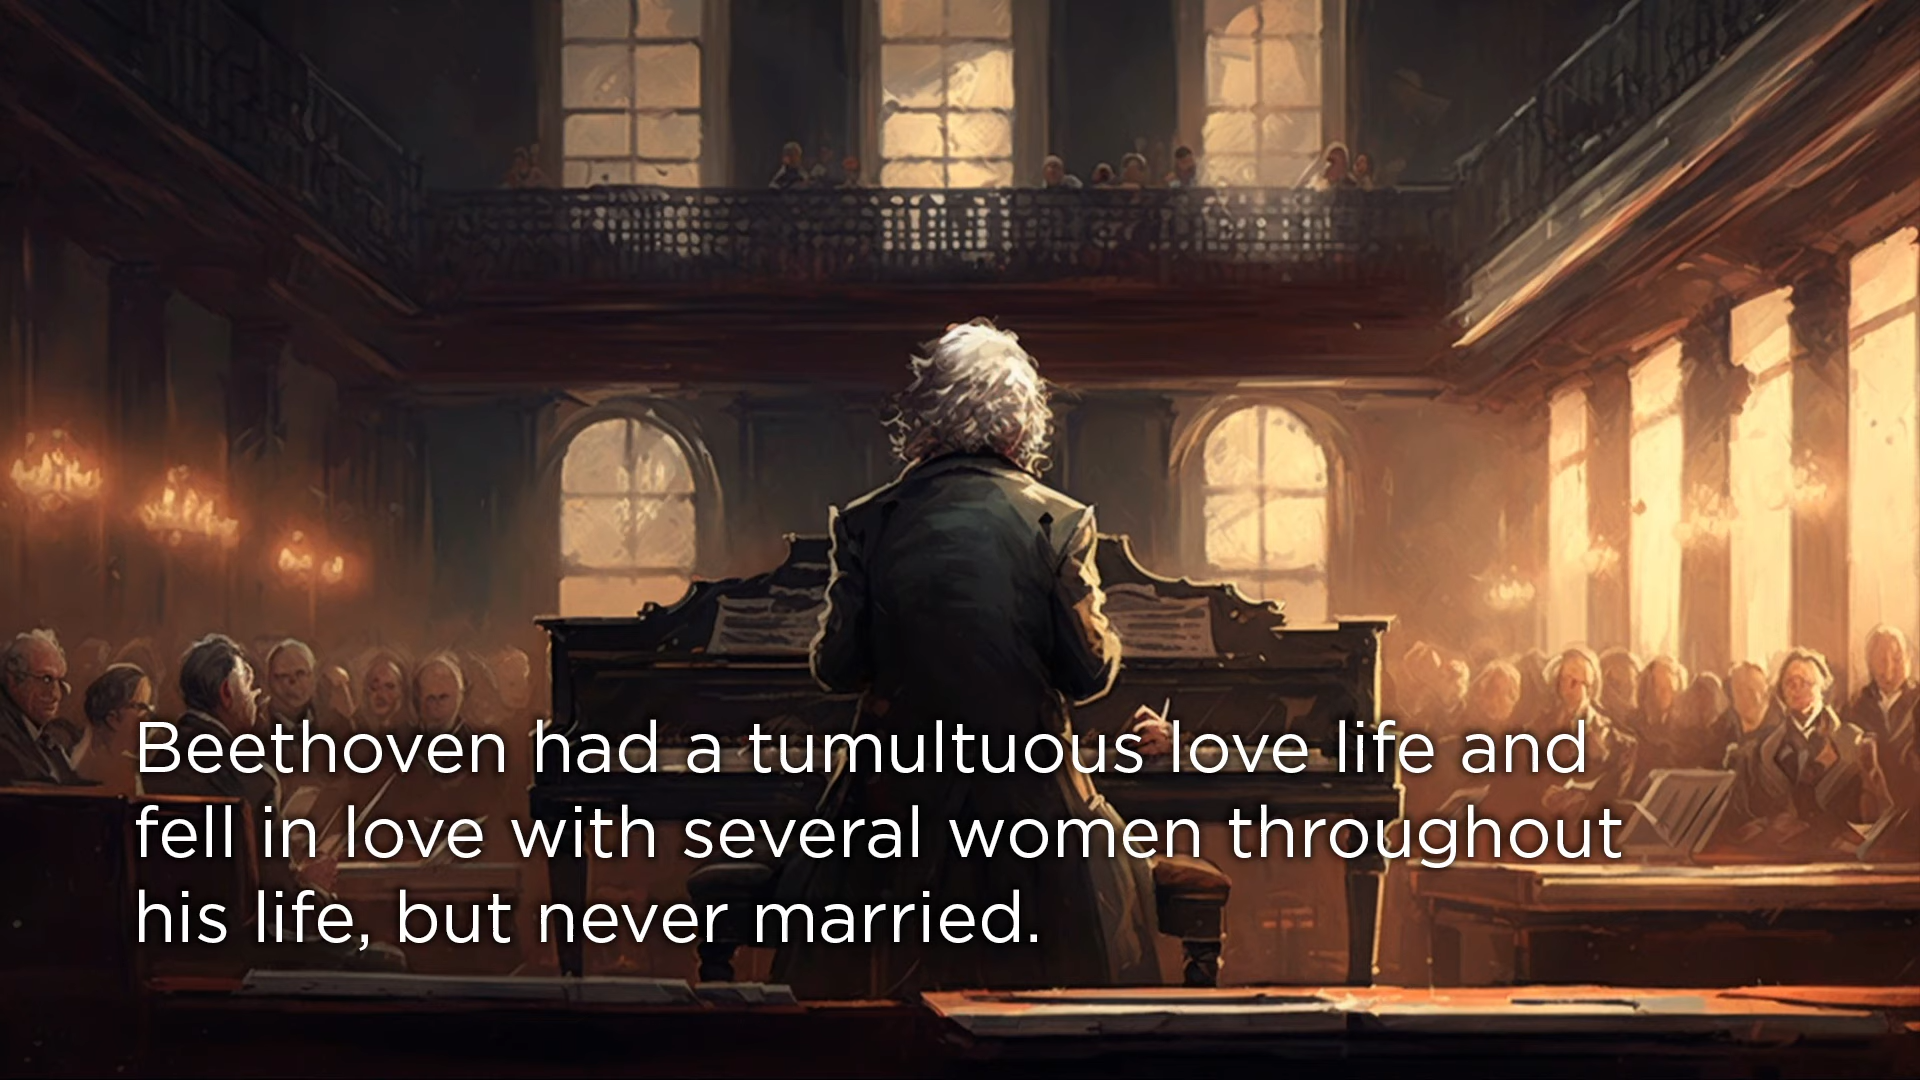 Beethoven had a tumultuous love life and
fell in love with several women throughout
his life, but never married.